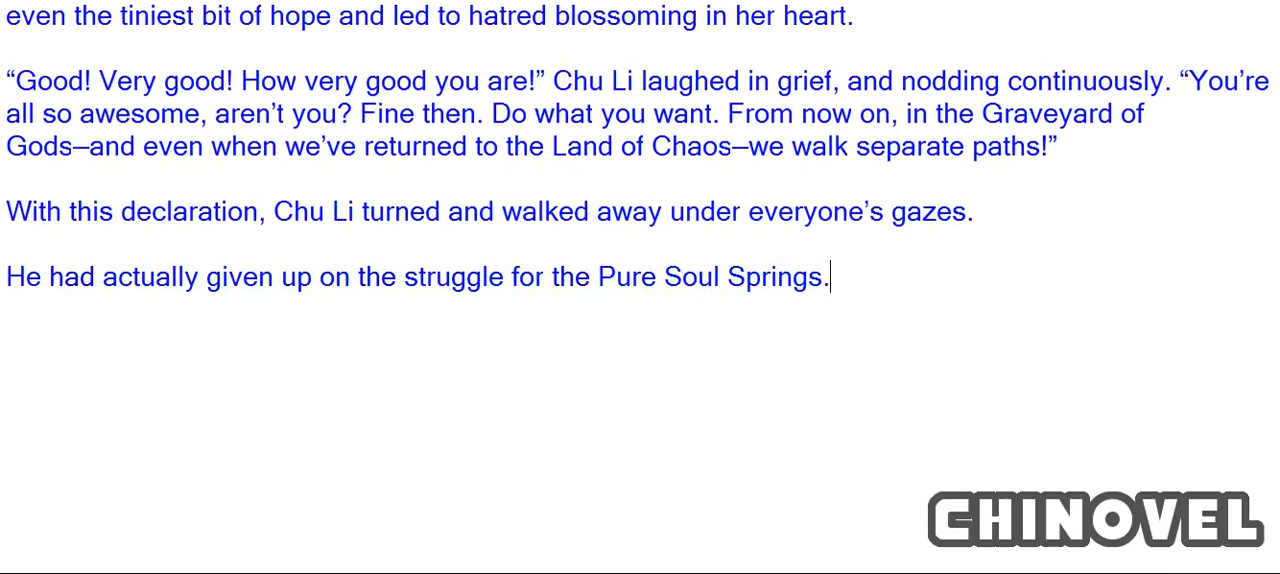 even the tiniest bit of hope and led to hatred blossoming in her heart.
“Good! Very good! How very good you are!” Chu Li laughed in grief, and nodding continuously. “You’re
all so awesome, aren’t you? Fine then. Do what you want. From now on, in the Graveyard of
Gods—and even when we’ve returned to the Land of Chaos—we walk separate paths!”
With this declaration, Chu Li turned and walked away under everyone’s gazes.
He had actually given up on the struggle for the Pure Soul Springs.
CHINOVEL